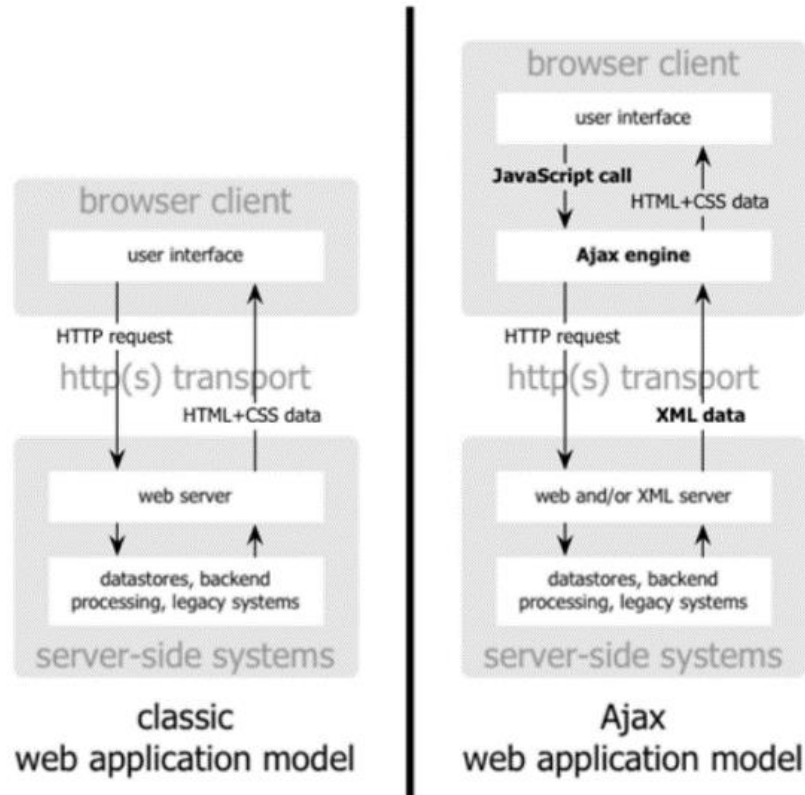 browser client
user interface
HTTP request
http(s) transport
HTML+CSS data
web server
datastores, backend
processing, legacy systems
server-side systems
classic
web application model
browser client
user interface
JavaScript call
HTML+CSS data
Ajax engine
HTTP request
http(s) transport
XML data
web and/or XML server
datastores, backend
processing, legacy systems
server-side systems
Ajax
web application model